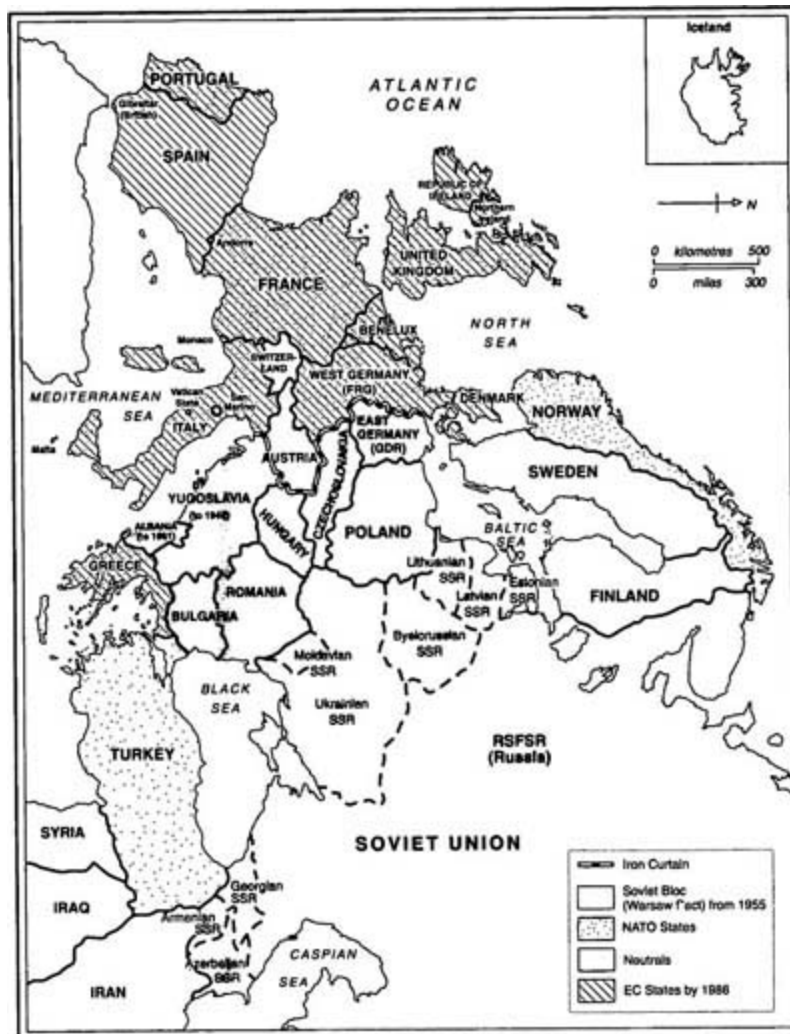 Iceland
PORTUGAL
ATLANTIC
OCEAN
Gibraltar
(British)
SPAIN
REPUBLIC OF
IRELAND
Northern
Ireland
N
Andorra
UNITED
KINGDOM
0 kilometres 500
0 miles 300
FRANCE
BENELUX
NORTH
SEA
Monaco
SWITZER-
LAND
WEST GERMANY
(FRG)
DENMARK
MEDITERRANEAN
SEA
Vatican
State
San
Marino
ITALY
NORWAY
EAST
GERMANY
(GDR)
Malta
AUSTRIA
CZECHOSLOVAKIA
SWEDEN
YUGOSLAVIA
HUNGARY
POLAND
BALTIC
SEA
ALBANIA
(to 1961)
GREECE
Lithuanian
SSR
Latvian
SSR
Estonian
SSR
FINLAND
BULGARIA
ROMANIA
Byelorussian
SSR
Moldavian
SSR
BLACK
SEA
Ukrainien
SSR
TURKEY
RSFSR
(Russia)
SYRIA
SOVIET UNION
IRAQ
Georgian
SSR
Armenian
SSR
Azerbaijan
SSR
CASPIAN
SEA
IRAN
Iron Curtain
Soviet Bloc
(Warsaw Pact) from 1955
NATO States
Neutrals
EC States by 1986